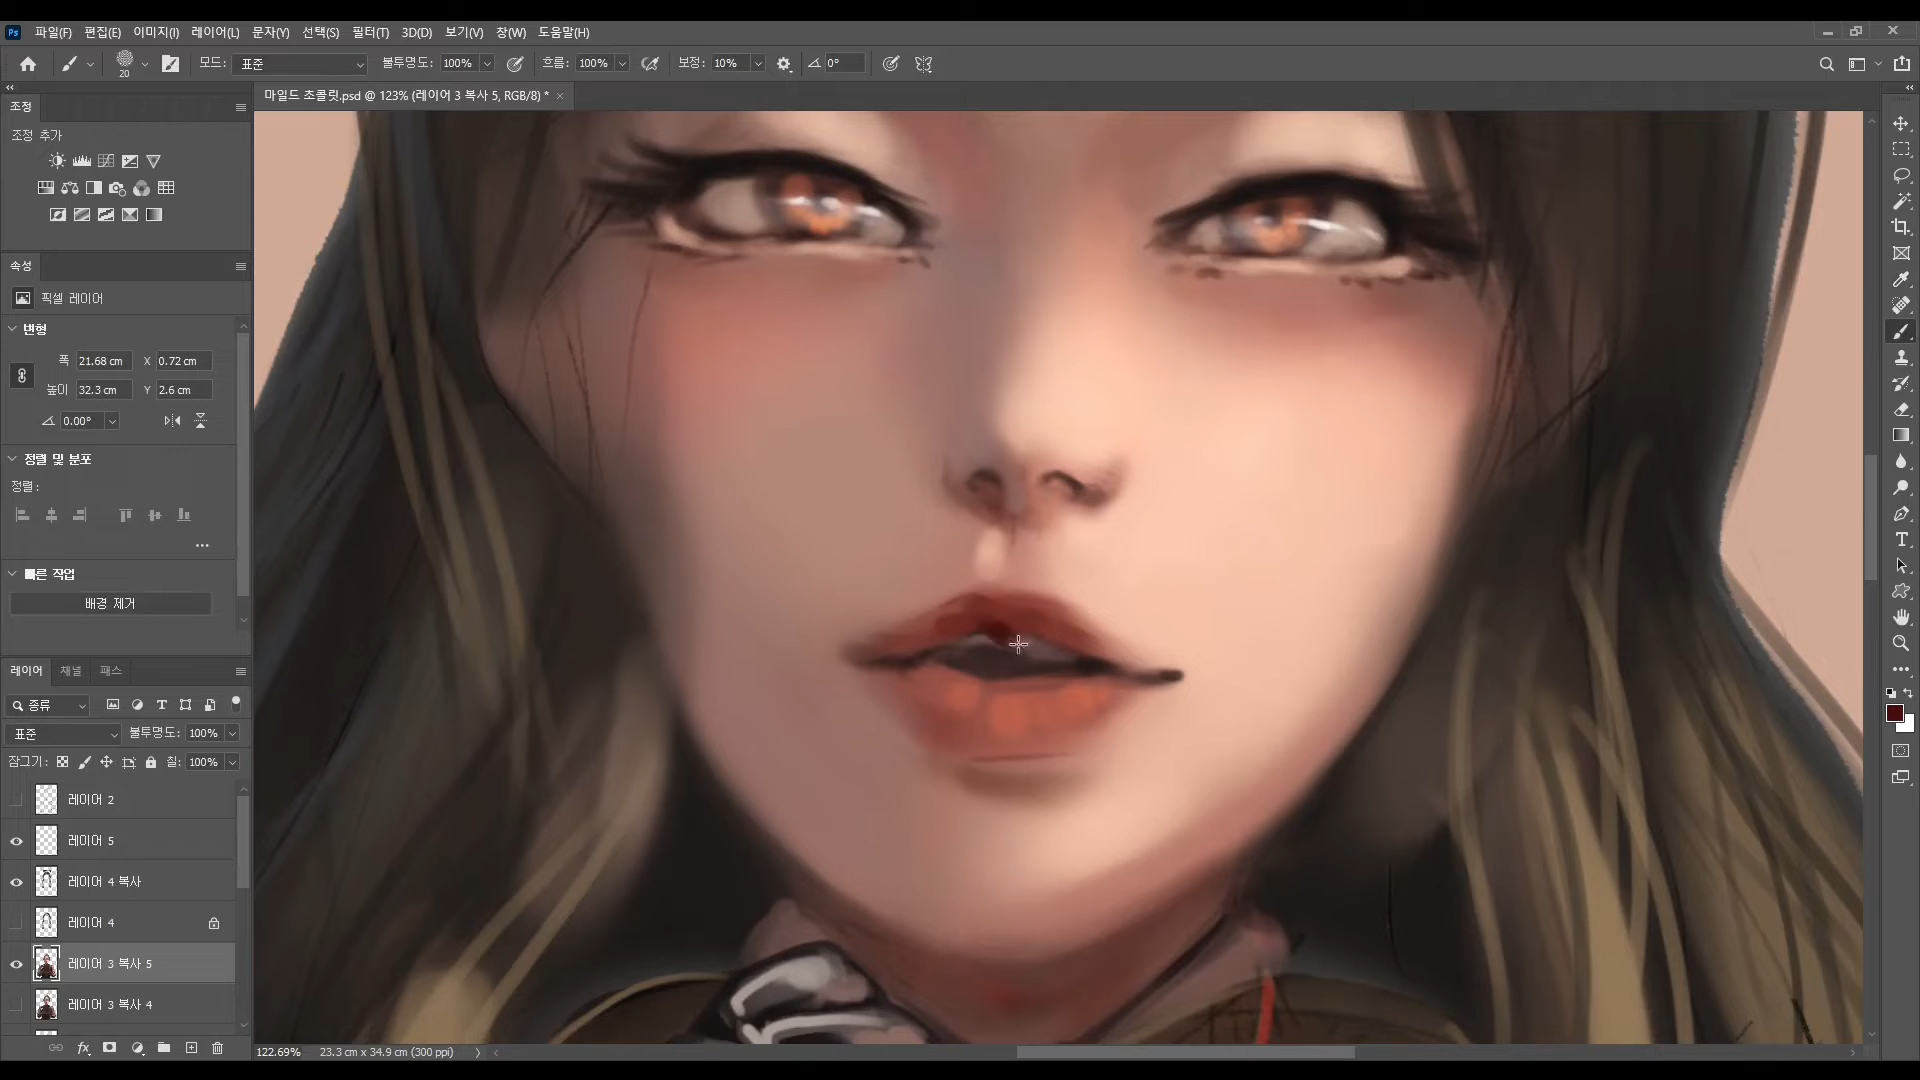 Ps 파일(F) 편집(E) 이미지(I) 레이어(L) 문자(Y) 선택(S) 필터(T) 3D(D) 보기(V) 창(W) 도움말(H)
20 모드: 표준 불투명도: 100% 흐름: 100% 보정: 10% 0°
마일드 초콜릿.psd @ 123% (레이어 3 복사 5, RGB/8) *
조정
조정 추가
속성
픽셀 레이어
변형
폭 21.68 cm X 0.72 cm
높이 32.3 cm Y 2.6 cm
0.00°
정렬 및 분포
정렬:
빠른 작업
배경 제거
레이어 채널 패스
종류
표준 불투명도: 100%
잠그기: 칠: 100%
레이어 2
레이어 5
레이어 4 복사
레이어 4
레이어 3 복사 5
레이어 3 복사 4
fx
122.69% 23.3 cm x 34.9 cm (300 ppi)